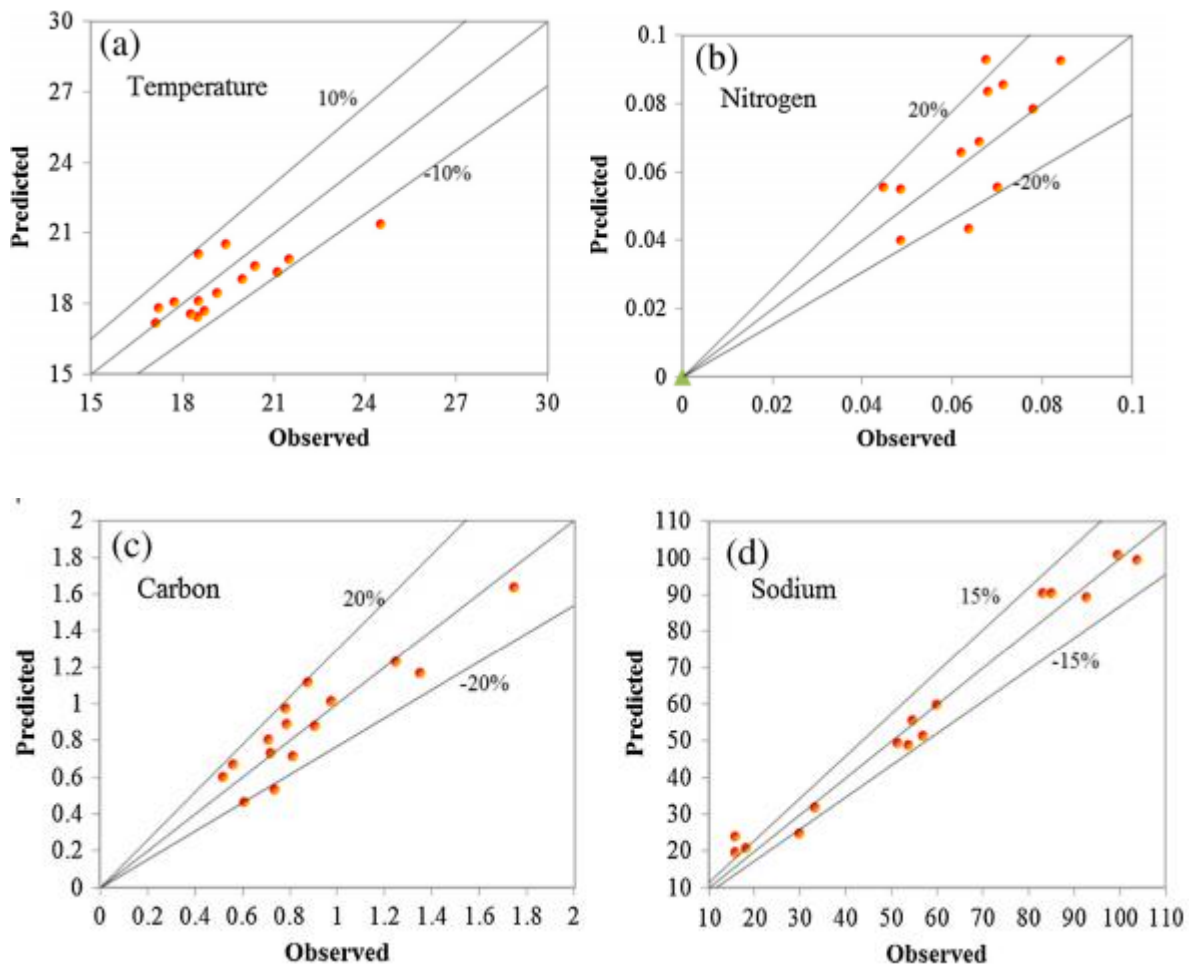 (a)
Temperature
10%
-10%
30
27
24
21
18
15
15 18 21 24 27 30
Predicted
Observed
(b)
Nitrogen
20%
-20%
0.1
0.08
0.06
0.04
0.02
0
0 0.02 0.04 0.06 0.08 0.1
Predicted
Observed
(c)
Carbon
20%
-20%
2
1.8
1.6
1.4
1.2
1
0.8
0.6
0.4
0.2
0
0 0.2 0.4 0.6 0.8 1 1.2 1.4 1.6 1.8 2
Predicted
Observed
(d)
Sodium
15%
-15%
110
100
90
80
70
60
50
40
30
20
10
10 20 30 40 50 60 70 80 90 100 110
Predicted
Observed